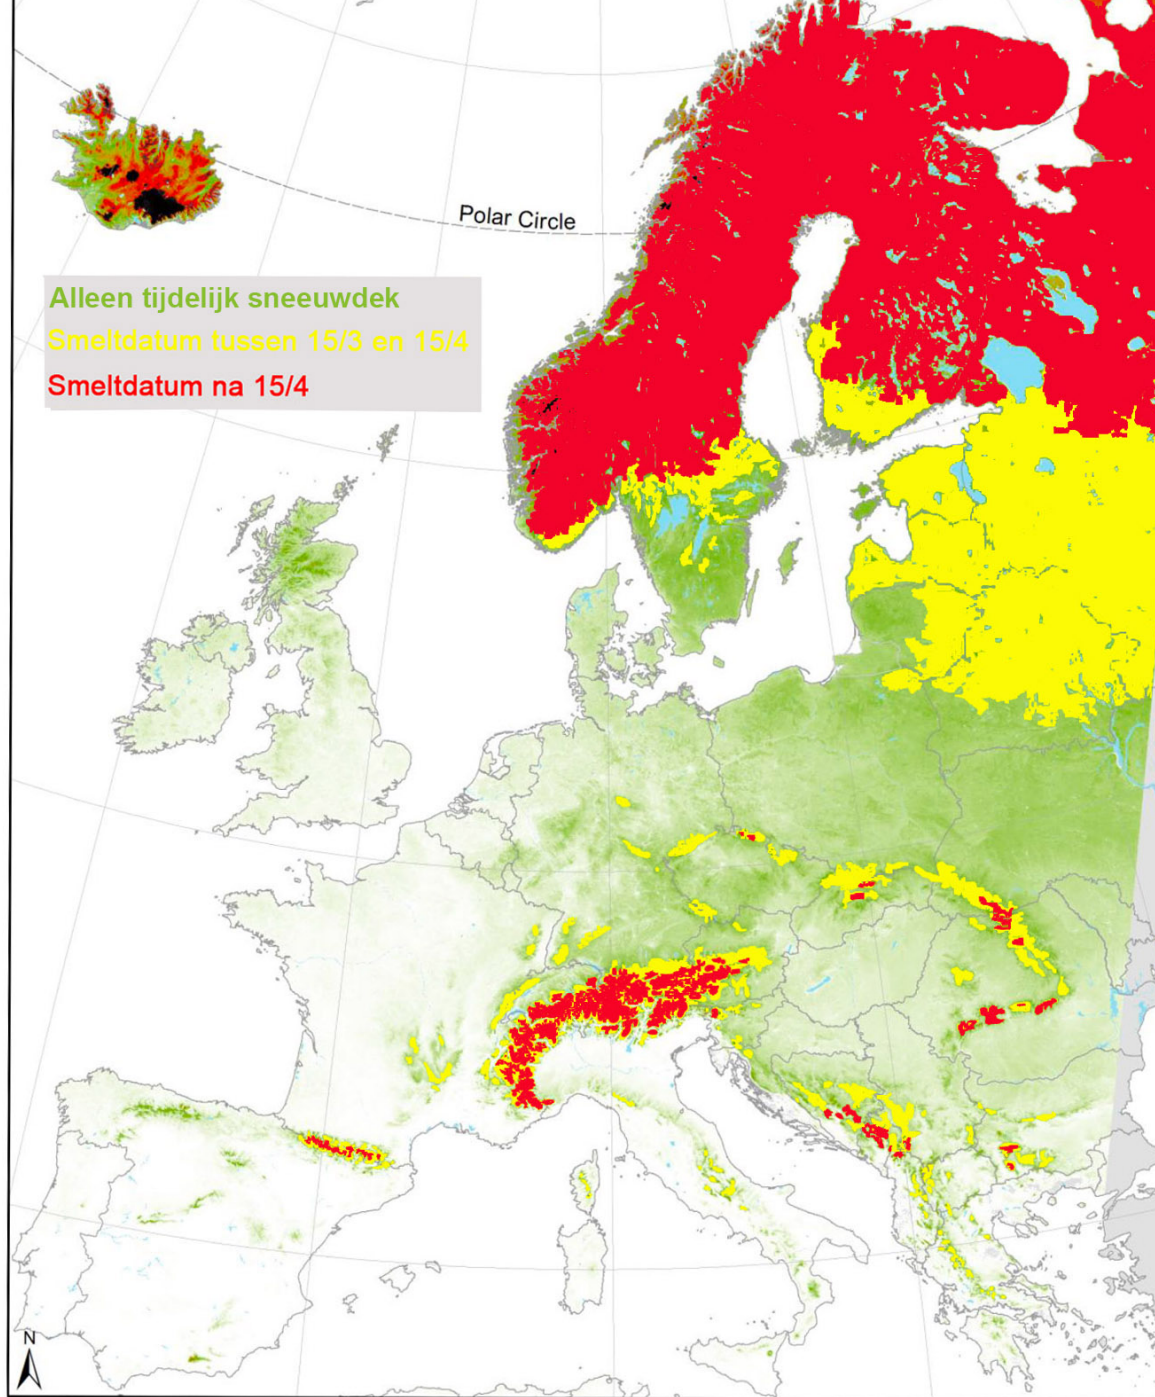 Polar Circle
Alleen tijdelijk sneeuwdek
Smeltdatum tussen 15/3 en 15/4
Smeltdatum na 15/4
N